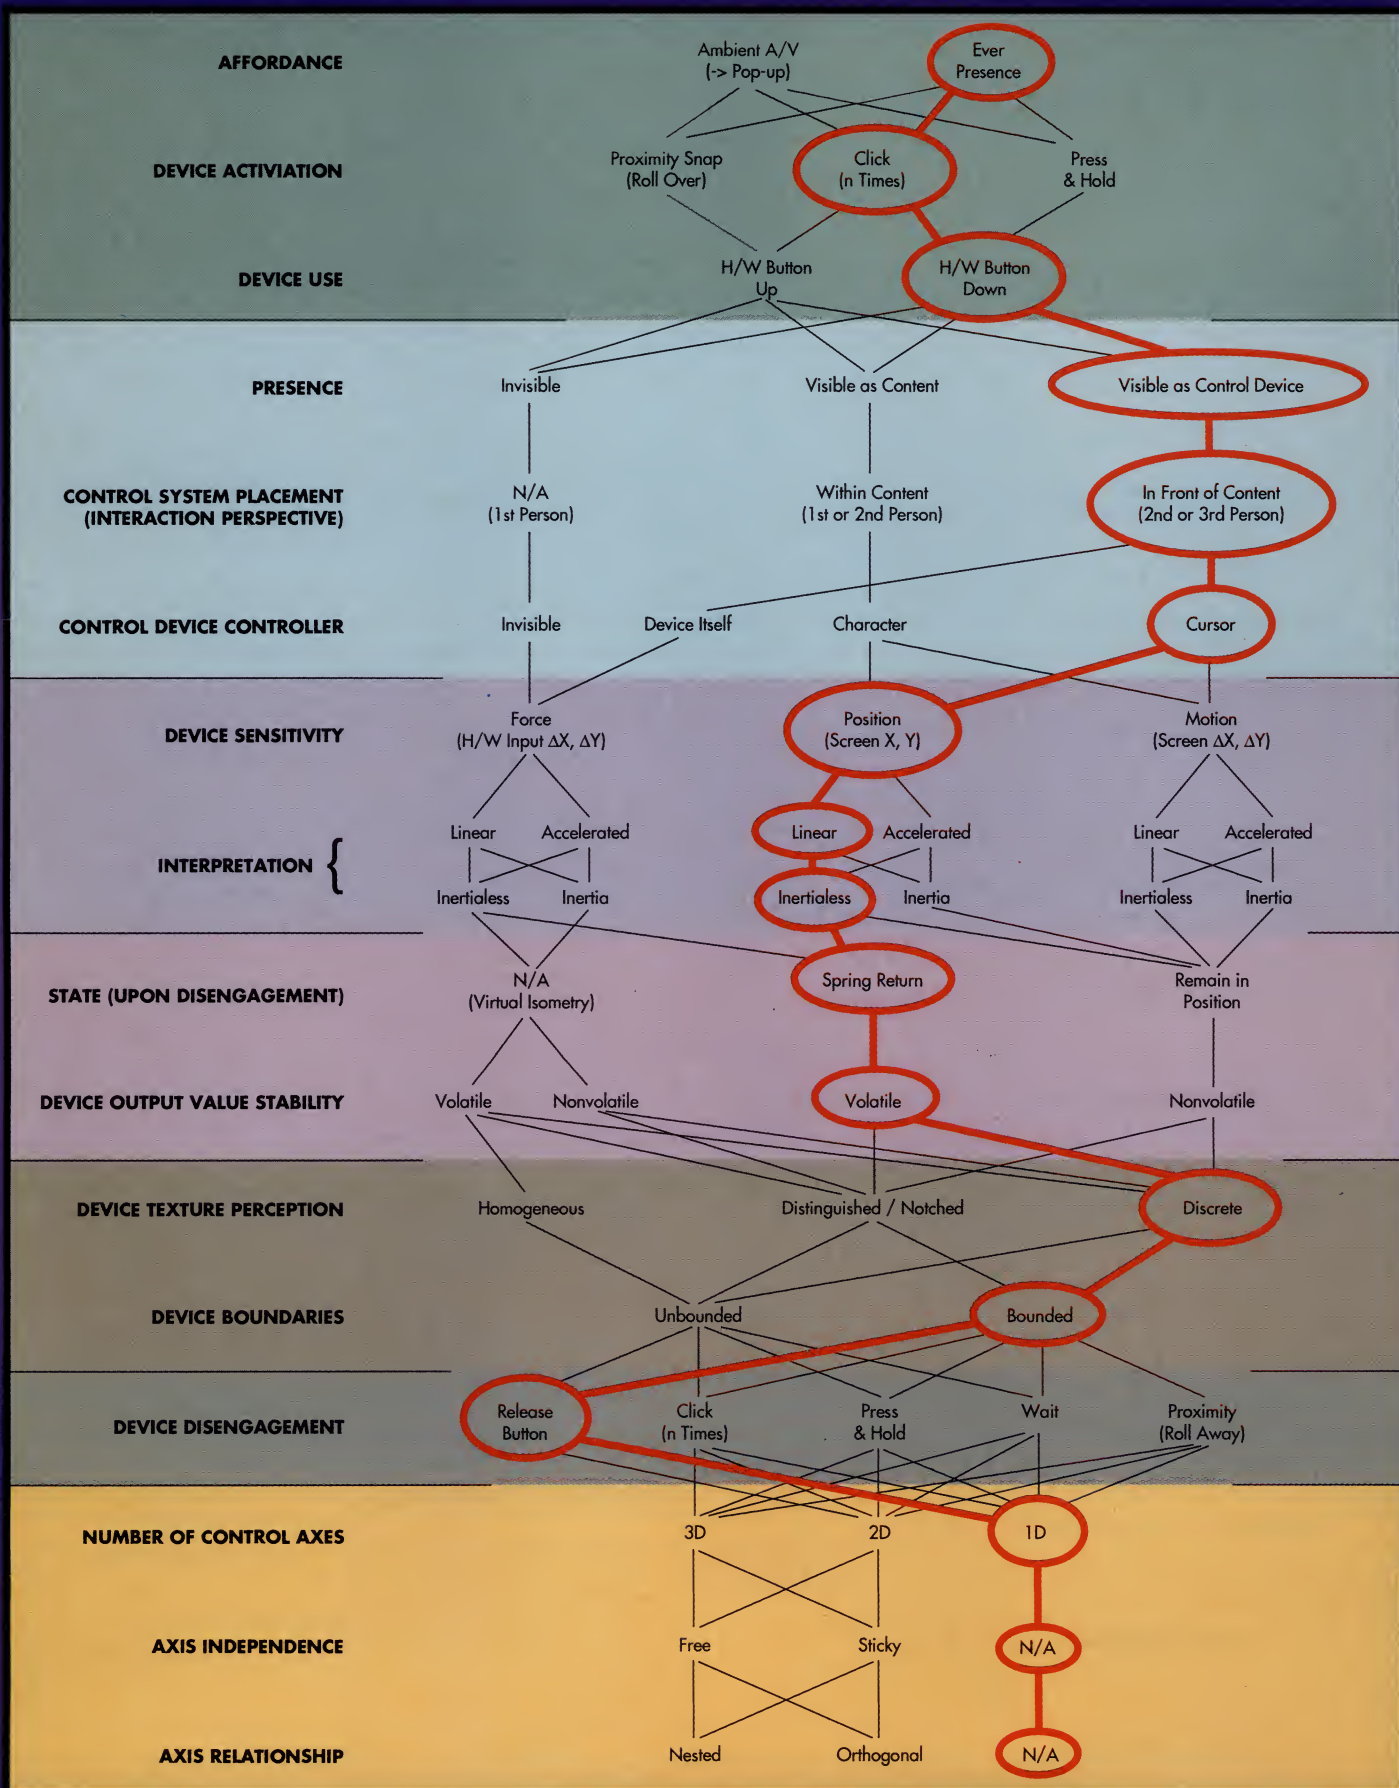 AFFORDANCE
Ambient A/V
(-> Pop-up)
Ever
Presence
DEVICE ACTIVIATION
Proximity Snap
(Roll Over)
Click
(n Times)
Press
& Hold
DEVICE USE
H/W Button
Up
H/W Button
Down
PRESENCE
Invisible
Visible as Content
Visible as Control Device
CONTROL SYSTEM PLACEMENT
(INTERACTION PERSPECTIVE)
N/A
(1st Person)
Within Content
(1st or 2nd Person)
In Front of Content
(2nd or 3rd Person)
CONTROL DEVICE CONTROLLER
Invisible
Device Itself
Character
Cursor
DEVICE SENSITIVITY
Force
(H/W Input ΔX, ΔY)
Position
(Screen X, Y)
Motion
(Screen ΔX, ΔY)
INTERPRETATION {
Linear
Accelerated
Linear
Accelerated
Linear
Accelerated
Inertialess
Inertia
Inertialess
Inertia
Inertialess
Inertia
STATE (UPON DISENGAGEMENT)
N/A
(Virtual Isometry)
Spring Return
Remain in
Position
DEVICE OUTPUT VALUE STABILITY
Volatile
Nonvolatile
Volatile
Nonvolatile
DEVICE TEXTURE PERCEPTION
Homogeneous
Distinguished / Notched
Discrete
DEVICE BOUNDARIES
Unbounded
Bounded
DEVICE DISENGAGEMENT
Release
Button
Click
(n Times)
Press
& Hold
Wait
Proximity
(Roll Away)
NUMBER OF CONTROL AXES
3D
2D
1D
AXIS INDEPENDENCE
Free
Sticky
N/A
AXIS RELATIONSHIP
Nested
Orthogonal
N/A